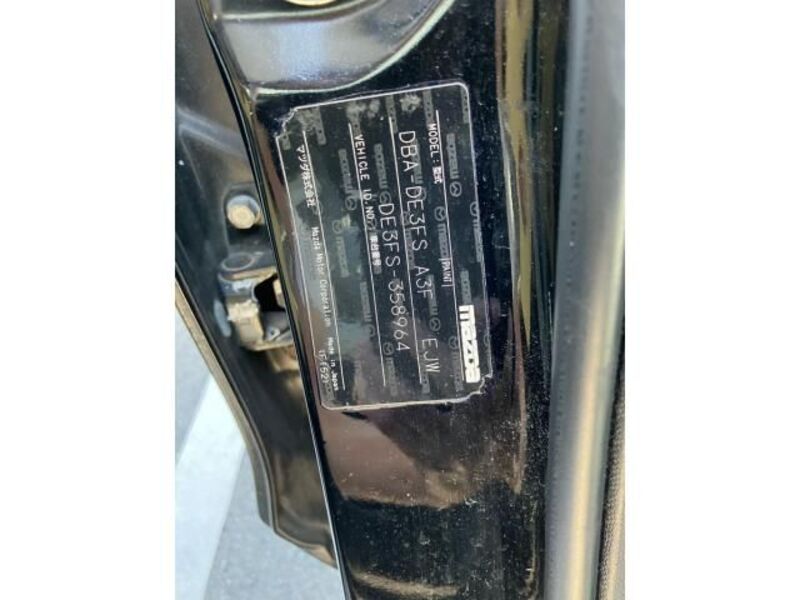 mazda
MODEL:型式 PAINT
DBA-DE3FS A3F EJW
VEHICLE ID.NO.:車台番号
DE3FS-358964
マツダ株式会社 Mazda Motor Corporation Made in Japan